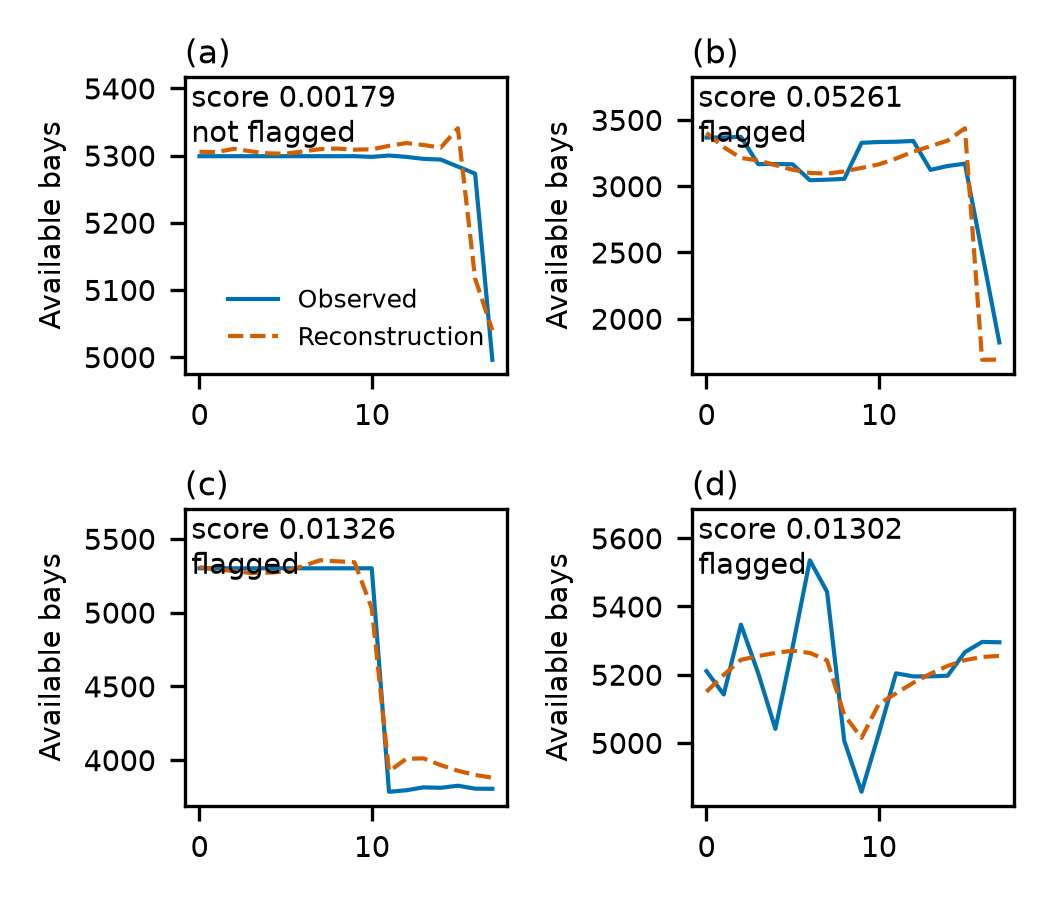 (a)
5400
5300
5200
5100
5000
Available bays
score 0.00179
not flagged
Observed
Reconstruction
0 10
(b)
3500
3000
2500
2000
Available bays
score 0.05261
flagged
0 10
(c)
5500
5000
4500
4000
Available bays
score 0.01326
flagged
0 10
(d)
5600
5400
5200
5000
Available bays
score 0.01302
flagged
0 10